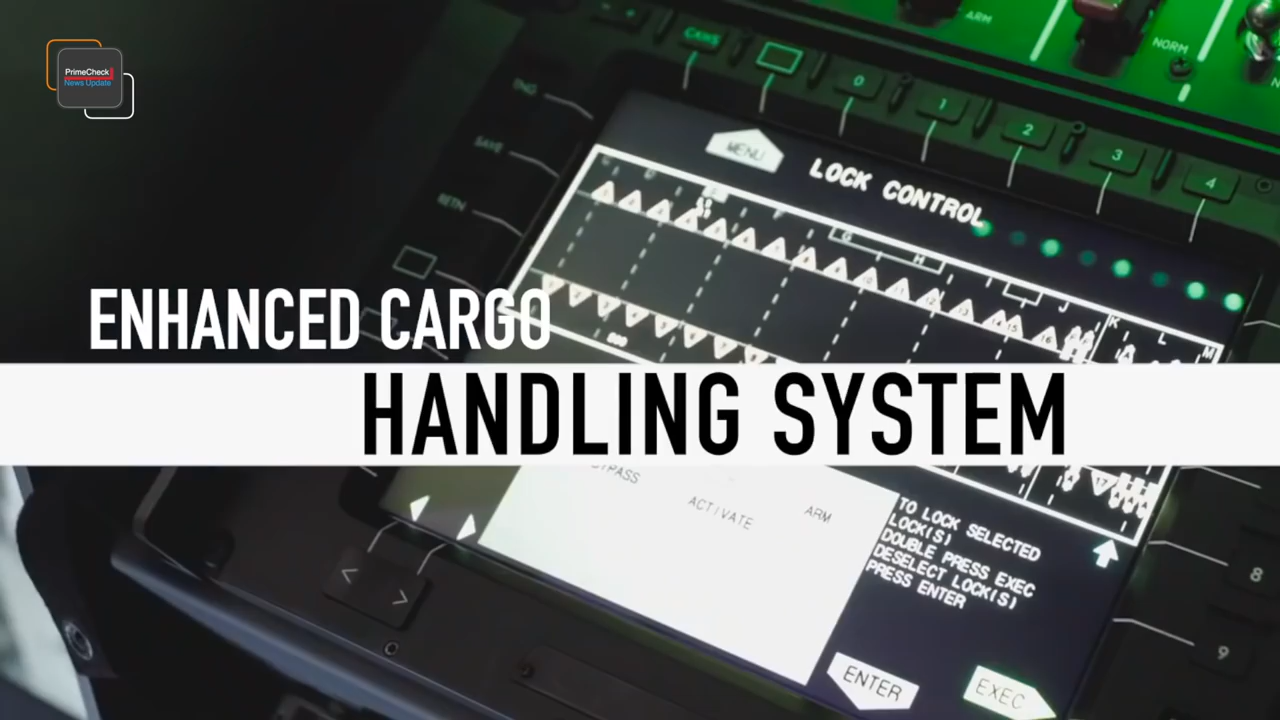 PrimeCheck
News Update
ARM
NORM
CAWS
0
1
2
3
4
SAVE
RETN
MENU
LOCK CONTROL
ENHANCED CARGO
HANDLING SYSTEM
ACTIVATE
ARM
TO LOCK SELECTED
LOCK(S)
DOUBLE PRESS EXEC
DESELECT LOCK(S)
PRESS ENTER
8
9
ENTER
EXEC